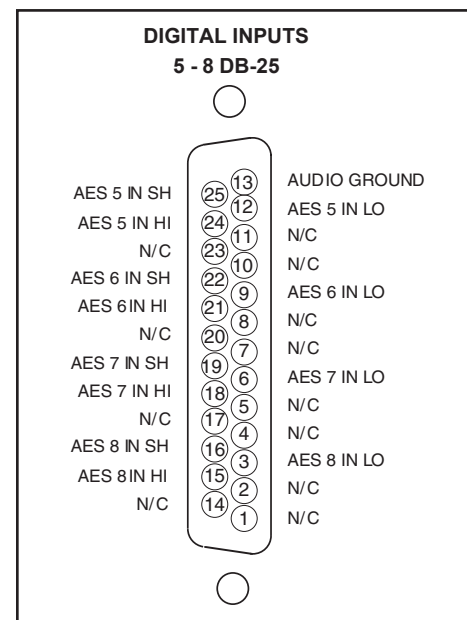 DIGITAL INPUTS
5 - 8 DB-25
13 AUDIO GROUND
AES 5 IN SH 25
12 AES 5 IN LO
AES 5 IN HI 24
11 N/C
N/C 23
10 N/C
AES 6 IN SH 22
9 AES 6 IN LO
AES 6IN HI 21
8 N/C
N/C 20
7 N/C
AES 7 IN SH 19
6 AES 7 IN LO
AES 7 IN HI 18
5 N/C
N/C 17
4 N/C
AES 8 IN SH 16
3 AES 8 IN LO
AES 8IN HI 15
2 N/C
N/C 14
1 N/C